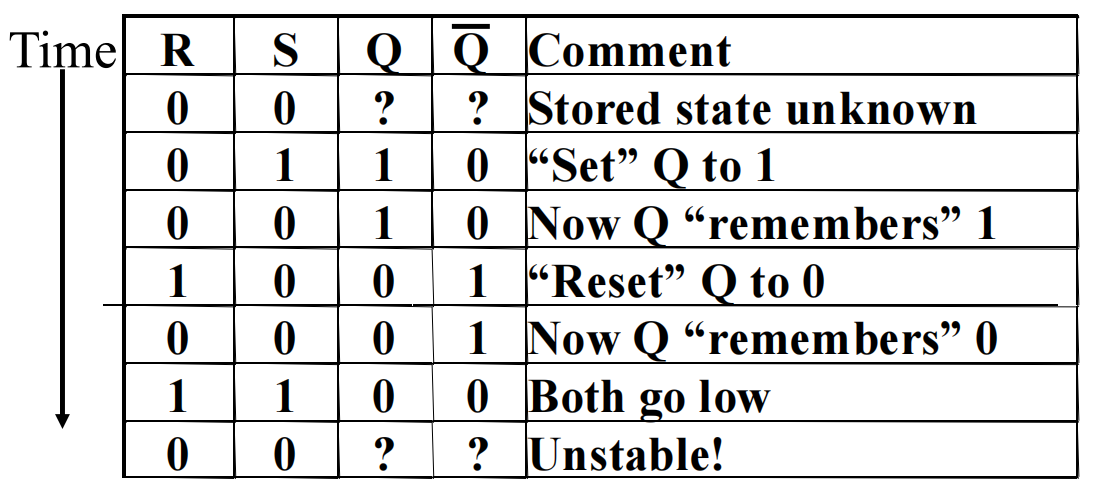 Time R S Q Q̅ Comment
0 0 ? ? Stored state unknown
0 1 1 0 “Set” Q to 1
0 0 1 0 Now Q “remembers” 1
1 0 0 1 “Reset” Q to 0
0 0 0 1 Now Q “remembers” 0
1 1 0 0 Both go low
0 0 ? ? Unstable!